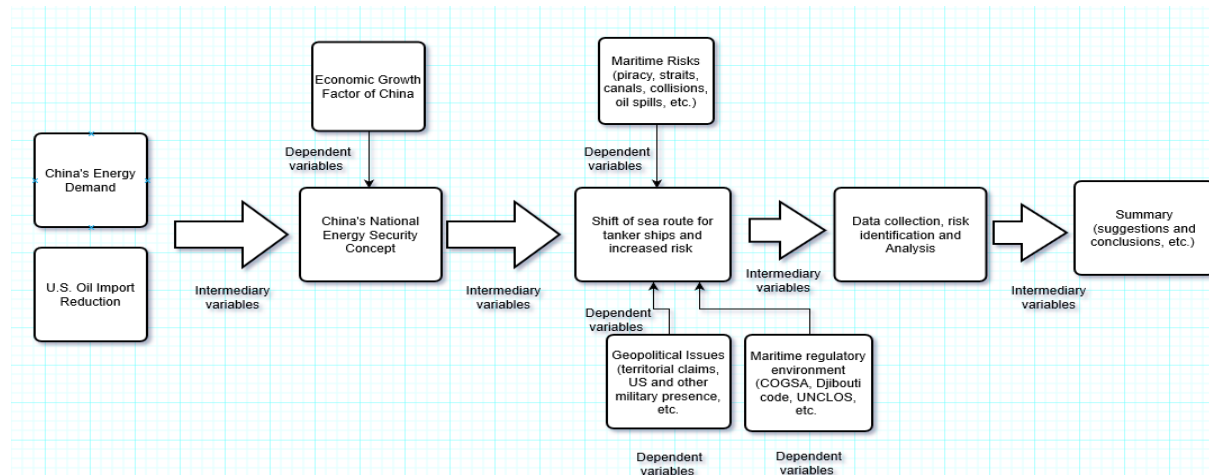 Economic Growth
Factor of China
Maritime Risks
(piracy, straits,
canals, collisions,
oil spills, etc.)
Dependent
variables
Dependent
variables
China's Energy
Demand
China's National
Energy Security
Concept
Shift of sea route for
tanker ships and
increased risk
Data collection, risk
identification and
Analysis
Summary
(suggestions and
conclusions, etc.)
U.S. Oil Import
Reduction
Intermediary
variables
Intermediary
variables
Intermediary
variables
Intermediary
variables
Dependent
variables
Geopolitical Issues
(territorial claims,
US and other
military presence,
etc.
Maritime regulatory
environment
(COGSA, Djibouti
code, UNCLOS,
etc.
Dependent
variables
Dependent
variables